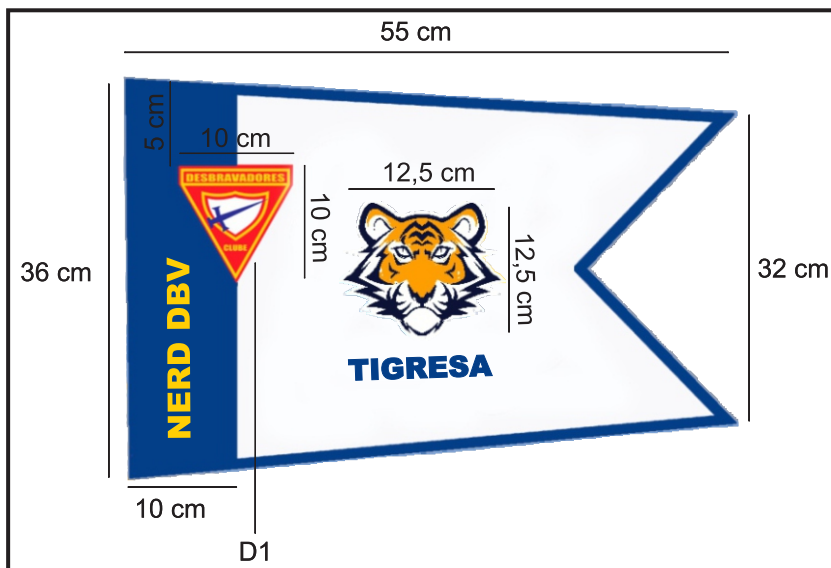 55 cm
5 cm
10 cm
DESBRAVADORES
CLUBE
10 cm
12,5 cm
12,5 cm
36 cm
32 cm
NERD DBV
TIGRESA
10 cm
D1